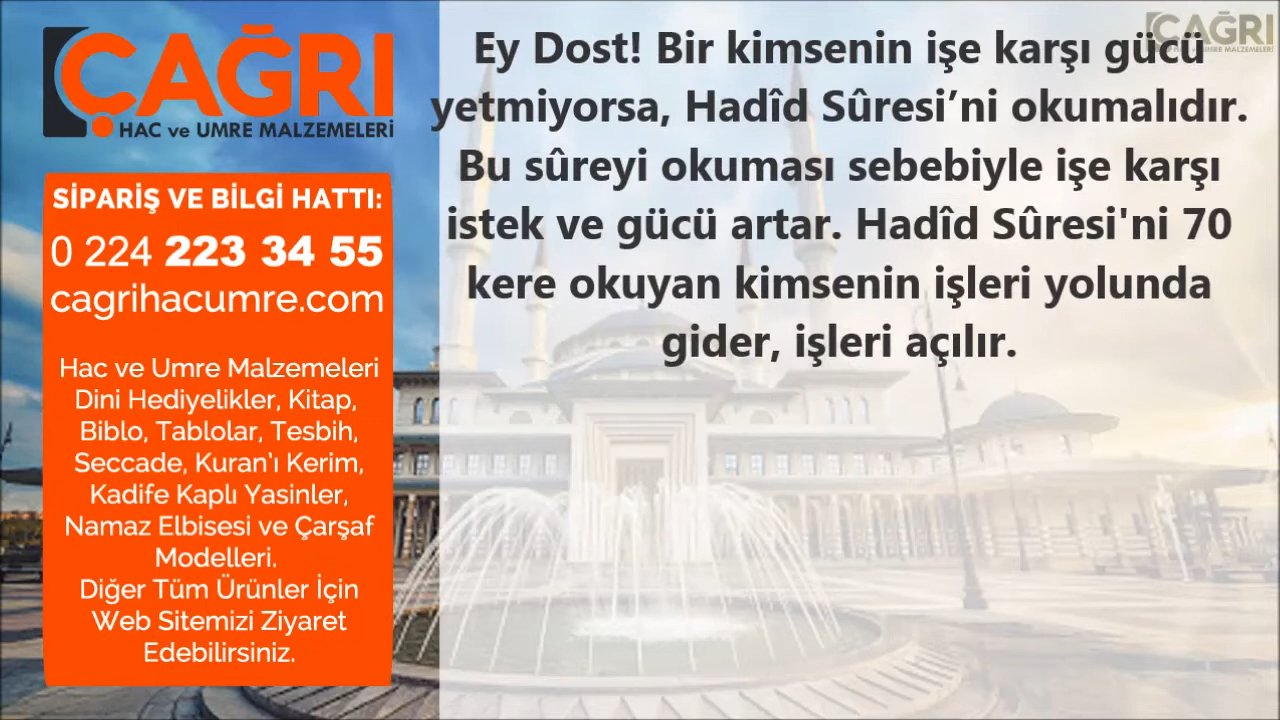 ÇAĞRI
HAC ve UMRE MALZEMELERİ
SİPARİŞ VE BİLGİ HATTI:
0 224 223 34 55
cagrihacumre.com
Hac ve Umre Malzemeleri
Dini Hediyelikler, Kitap,
Biblo, Tablolar, Tesbih,
Seccade, Kuran’ı Kerim,
Kadife Kaplı Yasinler,
Namaz Elbisesi ve Çarşaf
Modelleri.
Diğer Tüm Ürünler İçin
Web Sitemizi Ziyaret
Edebilirsiniz.
ÇAĞRI
HAC ve UMRE MALZEMELERİ
Ey Dost! Bir kimsenin işe karşı gücü
yetmiyorsa, Hadîd Sûresi’ni okumalıdır.
Bu sûreyi okuması sebebiyle işe karşı
istek ve gücü artar. Hadîd Sûresi'ni 70
kere okuyan kimsenin işleri yolunda
gider, işleri açılır.